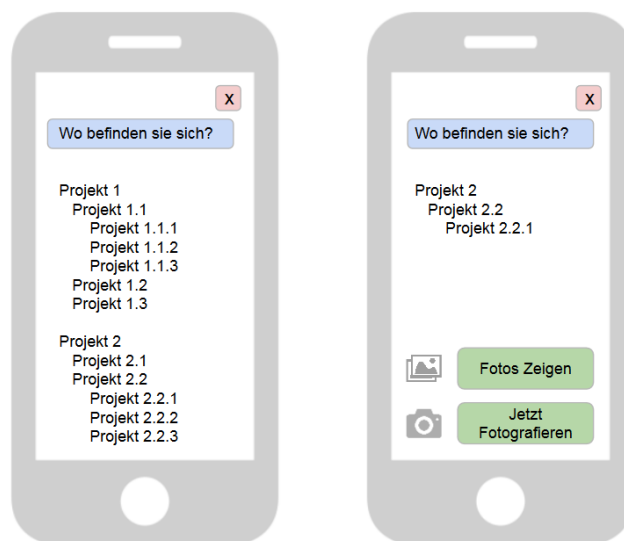 X
Wo befinden sie sich?
Projekt 1
Projekt 1.1
Projekt 1.1.1
Projekt 1.1.2
Projekt 1.1.3
Projekt 1.2
Projekt 1.3
Projekt 2
Projekt 2.1
Projekt 2.2
Projekt 2.2.1
Projekt 2.2.2
Projekt 2.2.3
X
Wo befinden sie sich?
Projekt 2
Projekt 2.2
Projekt 2.2.1
Fotos Zeigen
Jetzt
Fotografieren